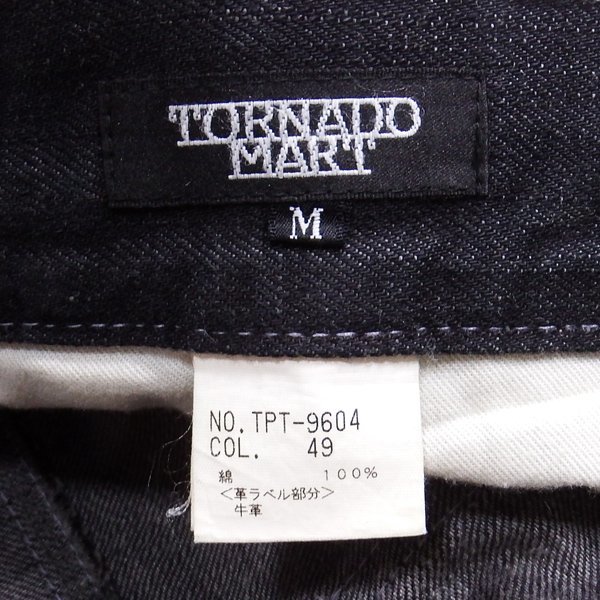 TORNADO
MART
M
NO. TPT-9604
COL. 49
綿 100%
<革ラベル部分>
牛革